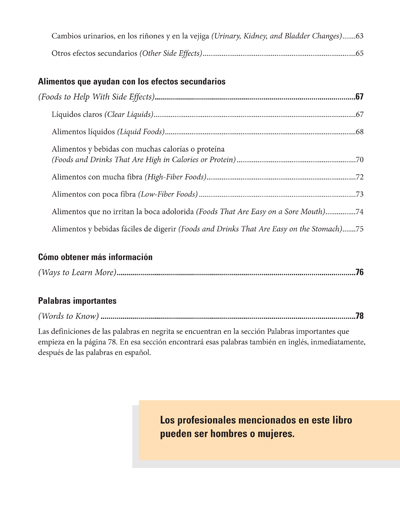 Cambios urinarios, en los riñones y en la vejiga (Urinary, Kidney, and Bladder Changes).......63
Otros efectos secundarios (Other Side Effects)..........65
Alimentos que ayudan con los efectos secundarios
(Foods to Help With Side Effects)..........67
Líquidos claros (Clear Liquids)..........67
Alimentos líquidos (Liquid Foods)..........68
Alimentos y bebidas con muchas calorías o proteína
(Foods and Drinks That Are High in Calories or Protein)..........70
Alimentos con mucha fibra (High-Fiber Foods)..........72
Alimentos con poca fibra (Low-Fiber Foods)..........73
Alimentos que no irritan la boca adolorida (Foods That Are Easy on a Sore Mouth)..........74
Alimentos y bebidas fáciles de digerir (Foods and Drinks That Are Easy on the Stomach).......75
Cómo obtener más información
(Ways to Learn More)..........76
Palabras importantes
(Words to Know)..........78
Las definiciones de las palabras en negrita se encuentran en la sección Palabras importantes que
empieza en la página 78. En esa sección encontrará esas palabras también en inglés, inmediatamente,
después de las palabras en español.
Los profesionales mencionados en este libro
pueden ser hombres o mujeres.